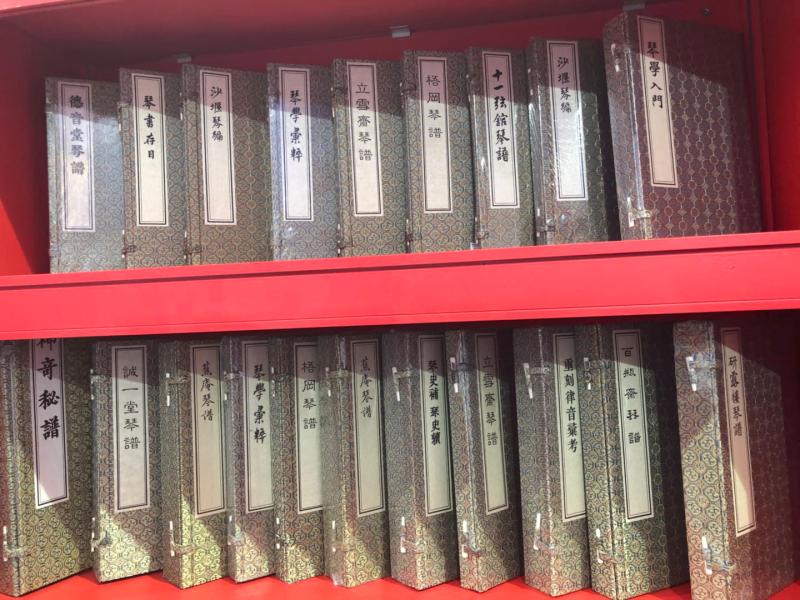 德音堂琴譜
琴書存目
沙堰琴編
琴學彙粹
立雪齋琴譜
梧岡琴譜
十一弦館琴譜
沙堰琴編
琴學入門
神奇秘譜
誠一堂琴譜
蕉庵琴譜
琴學彙粹
梧岡琴譜
蕉庵琴譜
琴史補 琴史續
立雪齋琴譜
重刻律音彙考
百瓶齋琴譜
研露樓琴譜